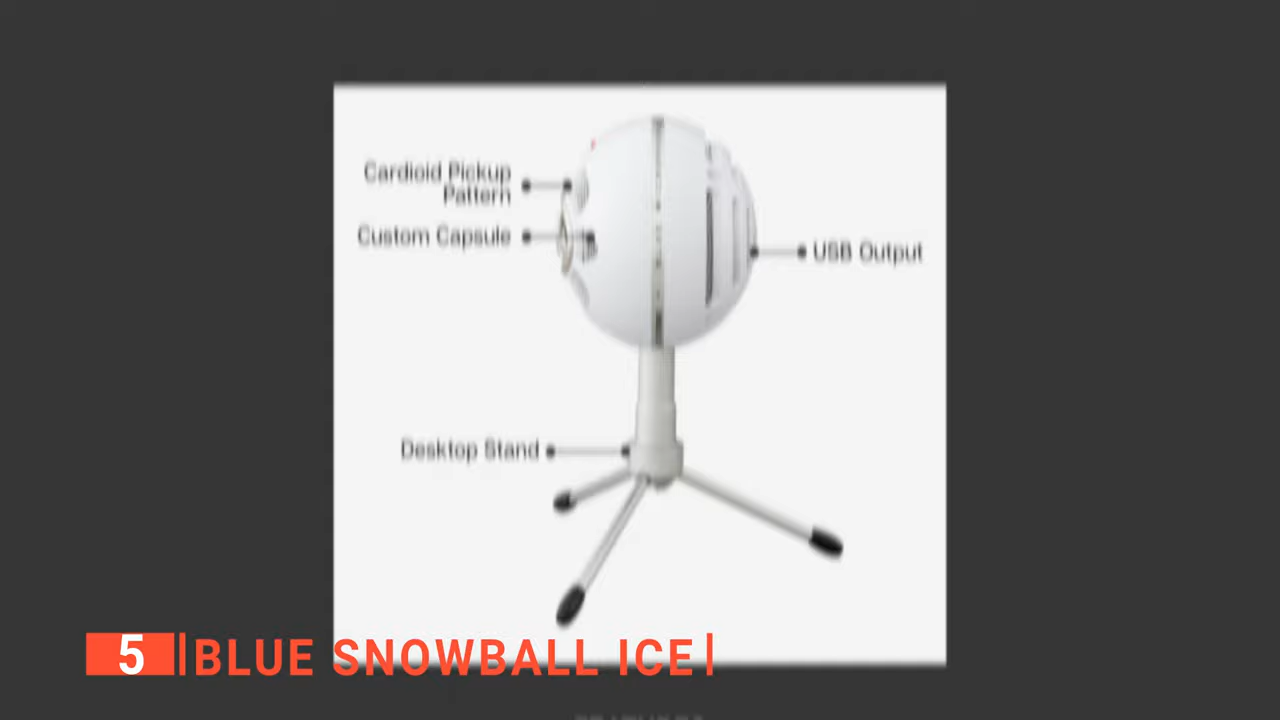 Cardioid Pickup
Pattern
Custom Capsule
USB Output
Desktop Stand
5 BLUE SNOWBALL ICE